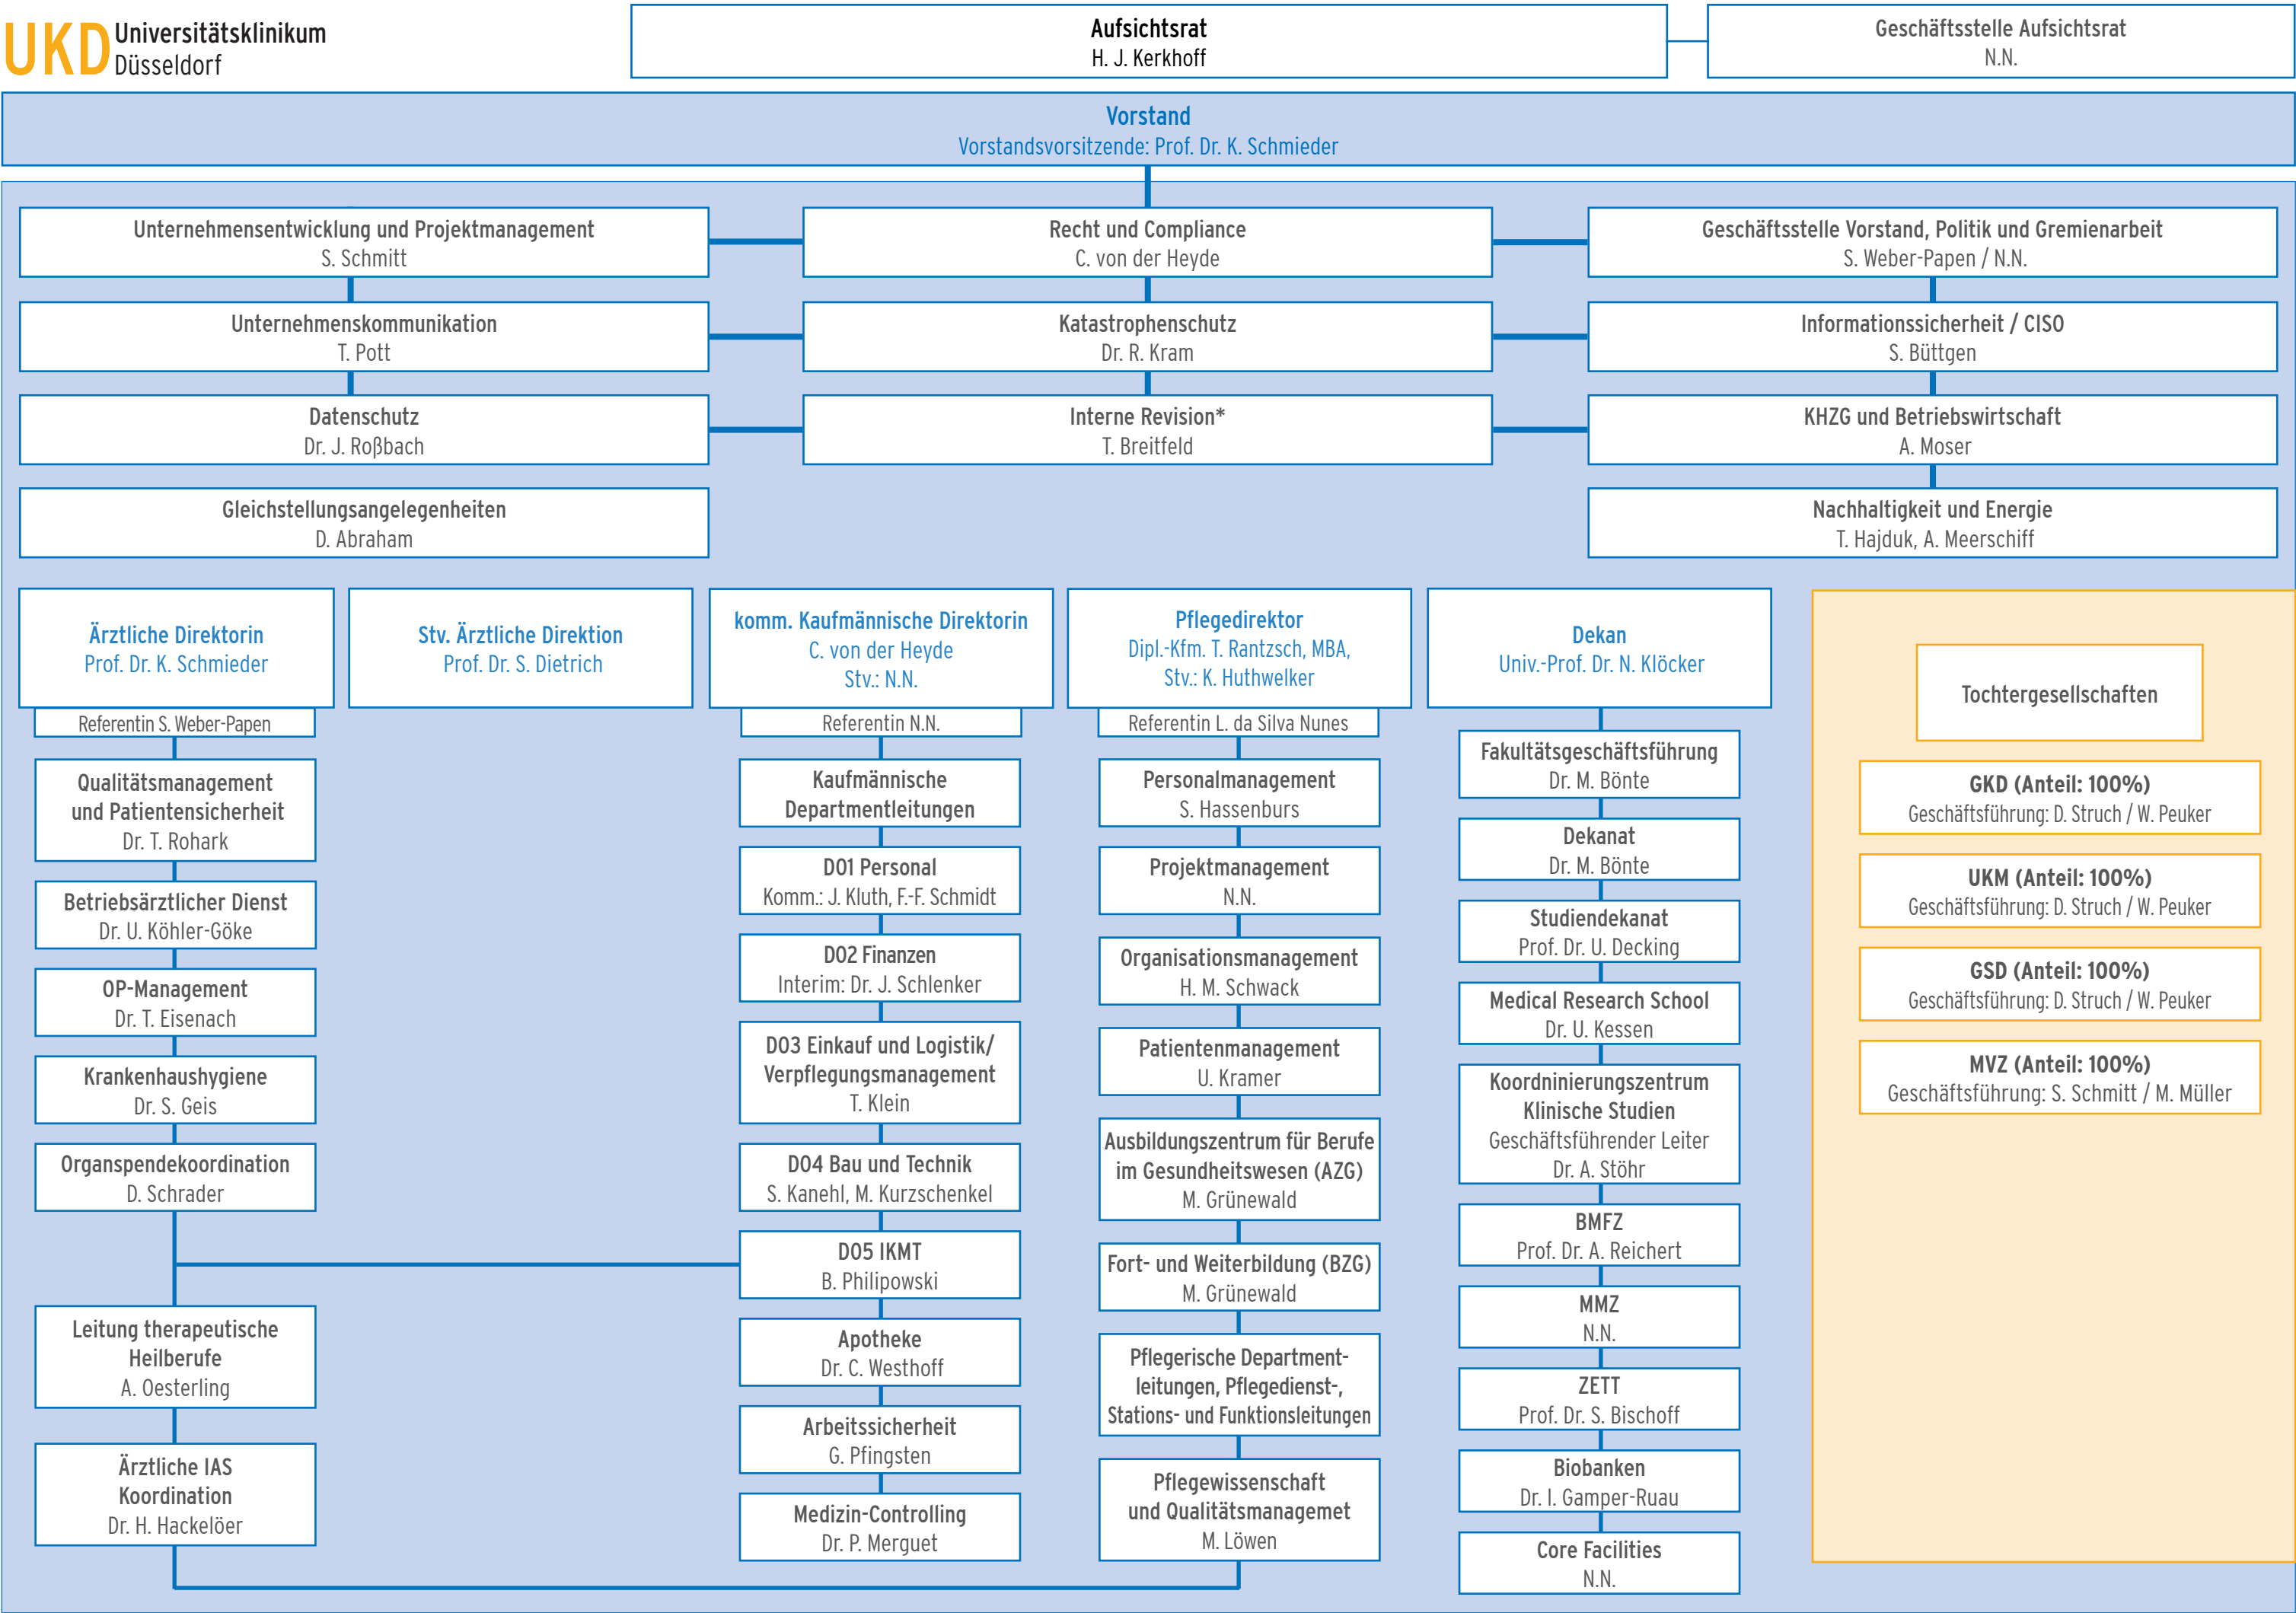 UKD Universitätsklinikum
Düsseldorf
Aufsichtsrat
H. J. Kerkhoff
Geschäftsstelle Aufsichtsrat
N.N.
Vorstand
Vorstandsvorsitzende: Prof. Dr. K. Schmieder
Unternehmensentwicklung und Projektmanagement
S. Schmitt
Recht und Compliance
C. von der Heyde
Geschäftsstelle Vorstand, Politik und Gremienarbeit
S. Weber-Papen / N.N.
Unternehmenskommunikation
T. Pott
Katastrophenschutz
Dr. R. Kram
Informationssicherheit / CISO
S. Büttgen
Datenschutz
Dr. J. Roßbach
Interne Revision*
T. Breitfeld
KHZG und Betriebswirtschaft
A. Moser
Gleichstellungsangelegenheiten
D. Abraham
Nachhaltigkeit und Energie
T. Hajduk, A. Meerschiff
Ärztliche Direktorin
Prof. Dr. K. Schmieder
Referentin S. Weber-Papen
Qualitätsmanagement
und Patientensicherheit
Dr. T. Rohark
Betriebsärztlicher Dienst
Dr. U. Köhler-Göke
OP-Management
Dr. T. Eisenach
Krankenhaushygiene
Dr. S. Geis
Organspendekoordination
D. Schrader
Leitung therapeutische
Heilberufe
A. Oesterling
Ärztliche IAS
Koordination
Dr. H. Hackelöer
Stv. Ärztliche Direktion
Prof. Dr. S. Dietrich
komm. Kaufmännische Direktorin
C. von der Heyde
Stv.: N.N.
Referentin N.N.
Kaufmännische
Departmentleitungen
D01 Personal
Komm.: J. Kluth, F.-F. Schmidt
D02 Finanzen
Interim: Dr. J. Schlenker
D03 Einkauf und Logistik/
Verpflegungsmanagement
T. Klein
D04 Bau und Technik
S. Kanehl, M. Kurzschenkel
D05 IKMT
B. Philipowski
Apotheke
Dr. C. Westhoff
Arbeitssicherheit
G. Pfingsten
Medizin-Controlling
Dr. P. Merguet
Pflegedirektor
Dipl.-Kfm. T. Rantzsch, MBA,
Stv.: K. Huthwelker
Referentin L. da Silva Nunes
Personalmanagement
S. Hassenburs
Projektmanagement
N.N.
Organisationsmanagement
H. M. Schwack
Patientenmanagement
U. Kramer
Ausbildungszentrum für Berufe
im Gesundheitswesen (AZG)
M. Grünewald
Fort- und Weiterbildung (BZG)
M. Grünewald
Pflegerische Department-
leitungen, Pflegedienst-,
Stations- und Funktionsleitungen
Pflegewissenschaft
und Qualitätsmanagemet
M. Löwen
Dekan
Univ.-Prof. Dr. N. Klöcker
Fakultätsgeschäftsführung
Dr. M. Bönte
Dekanat
Dr. M. Bönte
Studiendekanat
Prof. Dr. U. Decking
Medical Research School
Dr. U. Kessen
Koordninierungszentrum
Klinische Studien
Geschäftsführender Leiter
Dr. A. Stöhr
BMFZ
Prof. Dr. A. Reichert
MMZ
N.N.
ZETT
Prof. Dr. S. Bischoff
Biobanken
Dr. I. Gamper-Ruau
Core Facilities
N.N.
Tochtergesellschaften
GKD (Anteil: 100%)
Geschäftsführung: D. Struch / W. Peuker
UKM (Anteil: 100%)
Geschäftsführung: D. Struch / W. Peuker
GSD (Anteil: 100%)
Geschäftsführung: D. Struch / W. Peuker
MVZ (Anteil: 100%)
Geschäftsführung: S. Schmitt / M. Müller